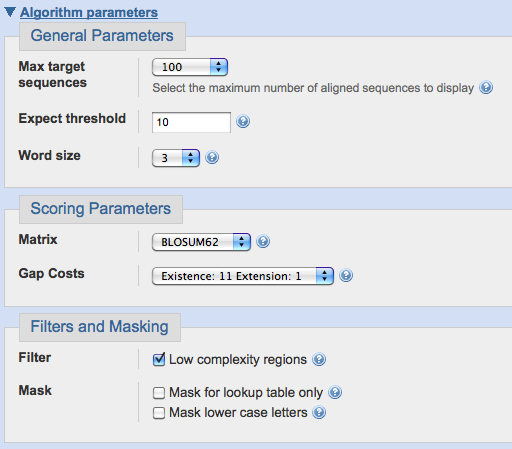 Algorithm parameters
General Parameters
Max target sequences
100
Select the maximum number of aligned sequences to display
Expect threshold
10
Word size
3
Scoring Parameters
Matrix
BLOSUM62
Gap Costs
Existence: 11 Extension: 1
Filters and Masking
Filter
Low complexity regions
Mask
Mask for lookup table only
Mask lower case letters